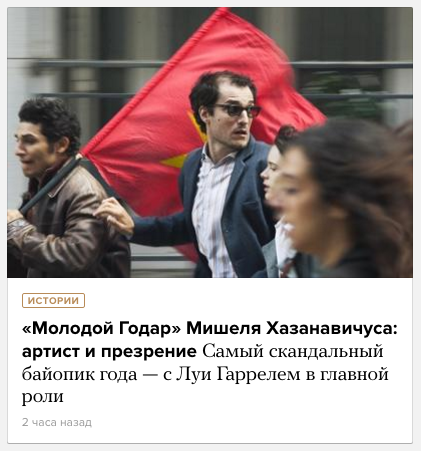 ИСТОРИИ
«Молодой Годар» Мишеля Хазанавичуса:
артист и презрение Самый скандальный
байопик года — с Луи Гаррелем в главной
роли
2 часа назад